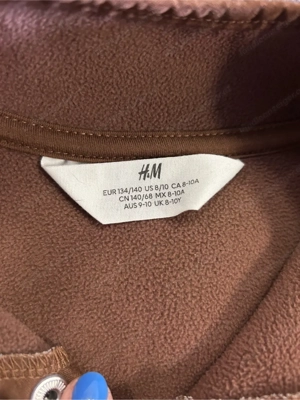 H&M
EUR 134/140 US 8/10 CA 8-10A
CN 140/68 MX 8-10A
AUS 9-10 UK 8-10Y